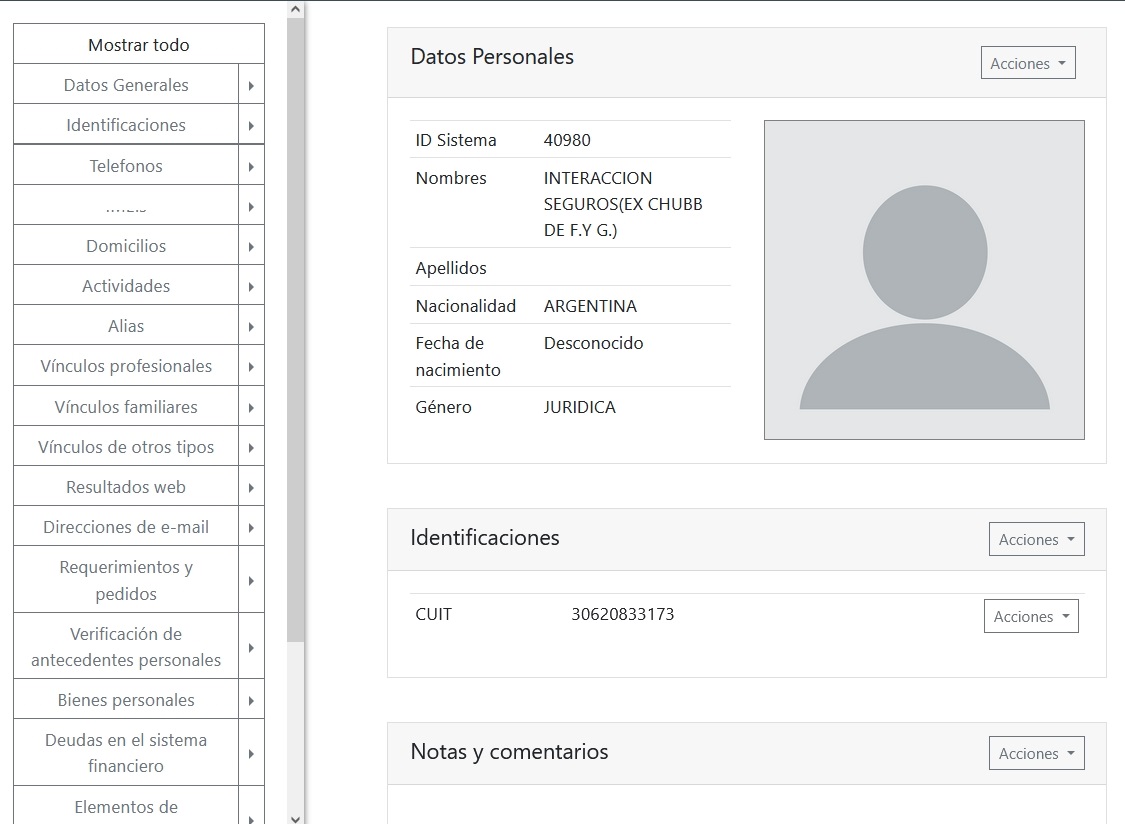 Mostrar todo
Datos Generales
Identificaciones
Telefonos
Domicilios
Actividades
Alias
Vínculos profesionales
Vínculos familiares
Vínculos de otros tipos
Resultados web
Direcciones de e-mail
Requerimientos y
pedidos
Verificación de
antecedentes personales
Bienes personales
Deudas en el sistema
financiero
Elementos de
Datos Personales
Acciones
ID Sistema 40980
Nombres INTERACCION
SEGUROS(EX CHUBB
DE F.Y G.)
Apellidos
Nacionalidad ARGENTINA
Fecha de Desconocido
nacimiento
Género JURIDICA
Identificaciones
Acciones
CUIT 30620833173 Acciones
Notas y comentarios
Acciones